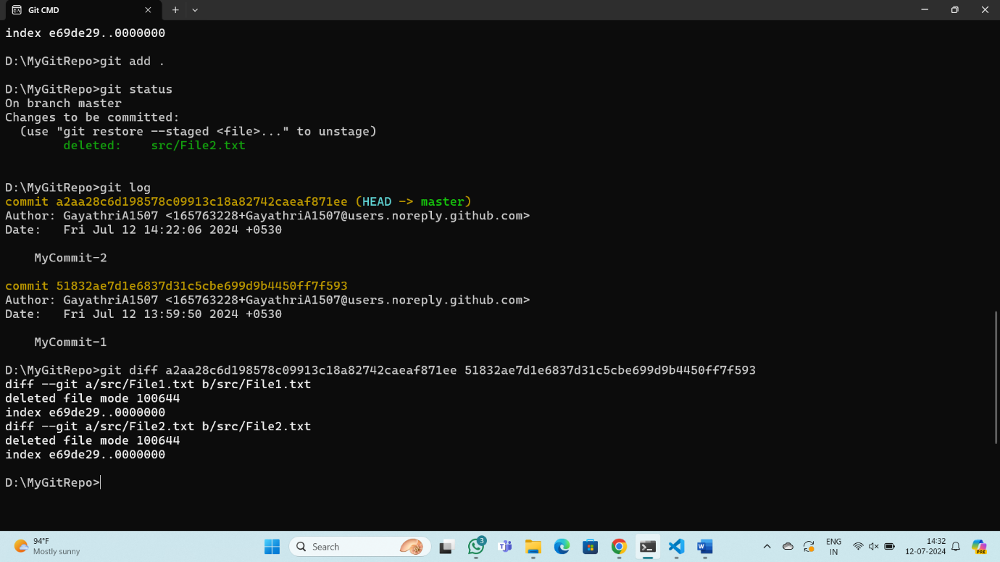 Git CMD
index e69de29..0000000
D:\MyGitRepo>git add .
D:\MyGitRepo>git status
On branch master
Changes to be committed:
  (use "git restore --staged <file>..." to unstage)
        deleted:    src/File2.txt
D:\MyGitRepo>git log
commit a2aa28c6d198578c09913c18a82742caeaf871ee (HEAD -> master)
Author: GayathriA1507 <165763228+GayathriA1507@users.noreply.github.com>
Date:   Fri Jul 12 14:22:06 2024 +0530
    MyCommit-2
commit 51832ae7d1e6837d31c5cbe699d9b4450ff7f593
Author: GayathriA1507 <165763228+GayathriA1507@users.noreply.github.com>
Date:   Fri Jul 12 13:59:50 2024 +0530
    MyCommit-1
D:\MyGitRepo>git diff a2aa28c6d198578c09913c18a82742caeaf871ee 51832ae7d1e6837d31c5cbe699d9b4450ff7f593
diff --git a/src/File1.txt b/src/File1.txt
deleted file mode 100644
index e69de29..0000000
diff --git a/src/File2.txt b/src/File2.txt
deleted file mode 100644
index e69de29..0000000
D:\MyGitRepo>
94°F
Mostly sunny
Search
3
ENG
IN
14:32
12-07-2024
PRE